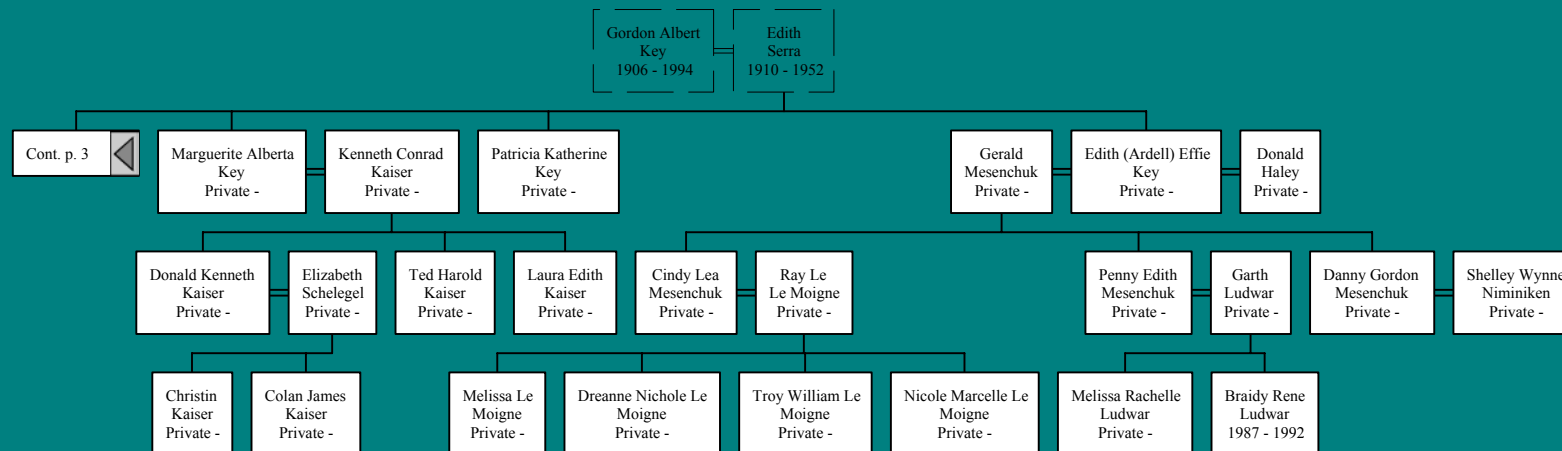 Gordon Albert
Key
1906 - 1994
Edith
Serra
1910 - 1952
Cont. p. 3
Marguerite Alberta
Key
Private -
Kenneth Conrad
Kaiser
Private -
Patricia Katherine
Key
Private -
Gerald
Mesenchuk
Private -
Edith (Ardell) Effie
Key
Private -
Donald
Haley
Private -
Donald Kenneth
Kaiser
Private -
Elizabeth
Schelegel
Private -
Ted Harold
Kaiser
Private -
Laura Edith
Kaiser
Private -
Cindy Lea
Mesenchuk
Private -
Ray Le
Le Moigne
Private -
Penny Edith
Mesenchuk
Private -
Garth
Ludwar
Private -
Danny Gordon
Mesenchuk
Private -
Shelley Wynne
Niminiken
Private -
Christin
Kaiser
Private -
Colan James
Kaiser
Private -
Melissa Le
Moigne
Private -
Dreanne Nichole Le
Moigne
Private -
Troy William Le
Moigne
Private -
Nicole Marcelle Le
Moigne
Private -
Melissa Rachelle
Ludwar
Private -
Braidy Rene
Ludwar
1987 - 1992